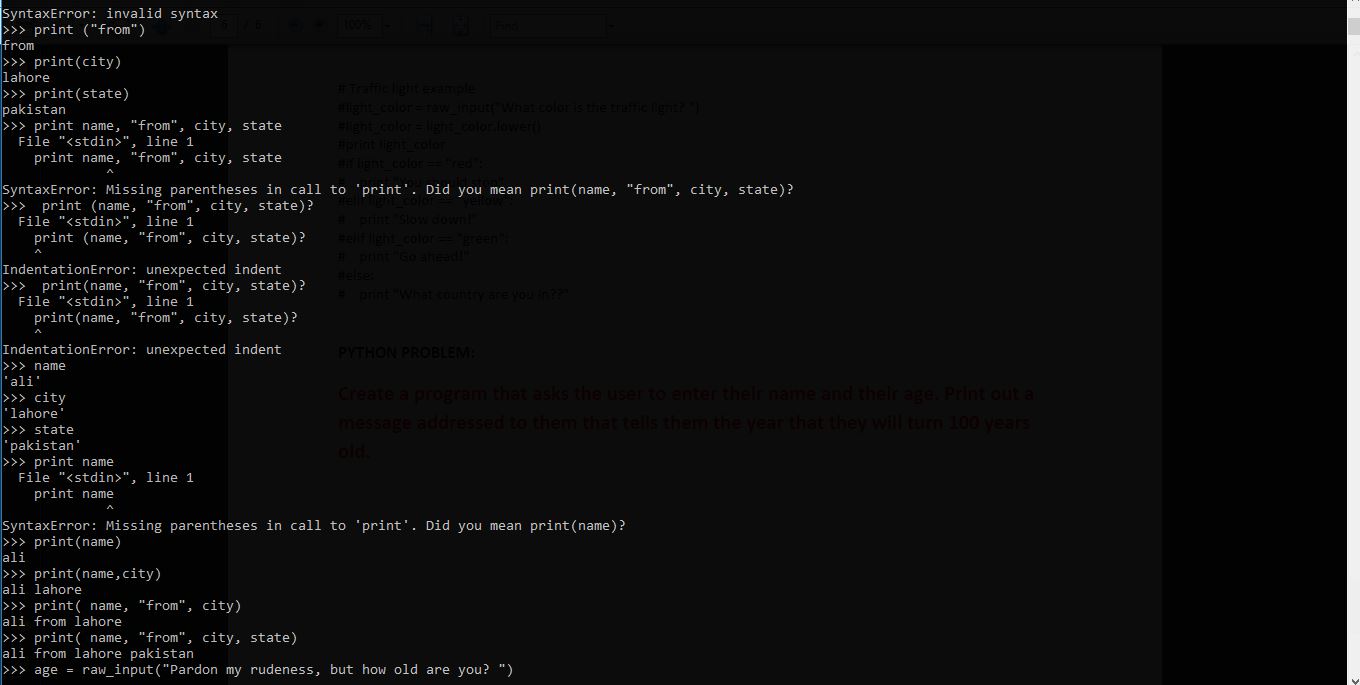 SyntaxError: invalid syntax
>>> print ("from")
from
>>> print(city)
lahore
>>> print(state)
pakistan
>>> print name, "from", city, state
  File "<stdin>", line 1
    print name, "from", city, state
             ^
SyntaxError: Missing parentheses in call to 'print'. Did you mean print(name, "from", city, state)?
>>>  print (name, "from", city, state)?
  File "<stdin>", line 1
    print (name, "from", city, state)?
    ^
IndentationError: unexpected indent
>>>  print(name, "from", city, state)?
  File "<stdin>", line 1
    print(name, "from", city, state)?
    ^
IndentationError: unexpected indent
>>> name
'ali'
>>> city
'lahore'
>>> state
'pakistan'
>>> print name
  File "<stdin>", line 1
    print name
             ^
SyntaxError: Missing parentheses in call to 'print'. Did you mean print(name)?
>>> print(name)
ali
>>> print(name,city)
ali lahore
>>> print( name, "from", city)
ali from lahore
>>> print( name, "from", city, state)
ali from lahore pakistan
>>> age = raw_input("Pardon my rudeness, but how old are you? ")
6 / 6
100%
Find
# Traffic light example
#light_color = raw_input("What color is the traffic light? ")
#light_color = light_color.lower()
#print light_color
#if light_color == "red":
#    print "You should stop"
#elif light_color == "yellow":
#    print "Slow down!"
#elif light_color == "green":
#    print "Go ahead!"
#else:
#    print "What country are you in??"
PYTHON PROBLEM:
Create a program that asks the user to enter their name and their age. Print out a
message addressed to them that tells them the year that they will turn 100 years
old.